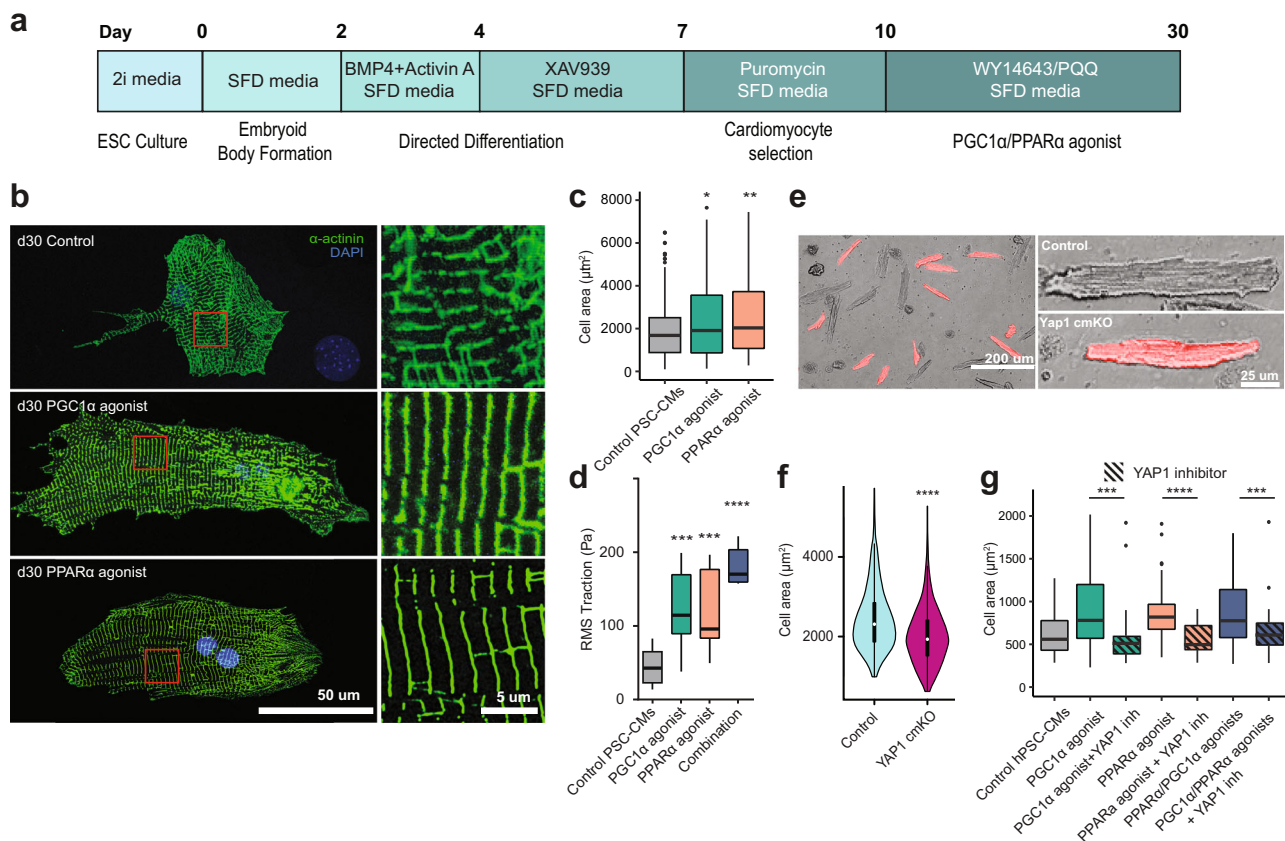 a
Day 0 2 4 7 10 30
2i media
SFD media
BMP4+Activin A
SFD media
XAV939
SFD media
Puromycin
SFD media
WY14643/PQQ
SFD media
ESC Culture
Embryoid
Body Formation
Directed Differentiation
Cardiomyocyte
selection
PGC1α/PPARα agonist
b
d30 Control
α-actinin
DAPI
d30 PGC1α agonist
d30 PPARα agonist
50 um
5 um
c
Cell area (µm²)
8000
6000
4000
2000
0
*
**
Control PSC-CMs
PGC1α agonist
PPARα agonist
d
RMS Traction (Pa)
200
100
0
***
***
****
Control PSC-CMs
PGC1α agonist
PPARα agonist
Combination
e
200 um
Control
Yap1 cmKO
25 um
f
Cell area (µm²)
4000
2000
****
Control
YAP1 cmKO
g
YAP1 inhibitor
Cell area (µm²)
2000
1500
1000
500
0
***
****
***
Control hPSC-CMs
PGC1α agonist
PGC1α agonist+YAP1 inh
PPARα agonist
PPARa agonist + YAP1 inh
PPARα/PGC1α agonists
PGC1α/PPARα agonists
+ YAP1 inh